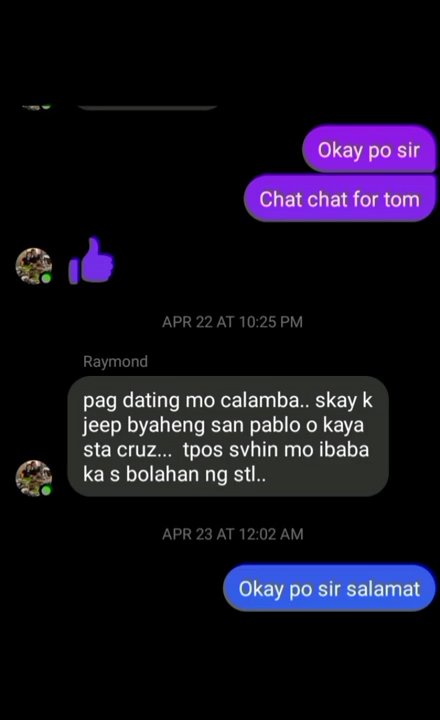 Okay po sir
Chat chat for tom
APR 22 AT 10:25 PM
Raymond
pag dating mo calamba.. skay k
jeep byaheng san pablo o kaya
sta cruz... tpos svhin mo ibaba
ka s bolahan ng stl..
APR 23 AT 12:02 AM
Okay po sir salamat